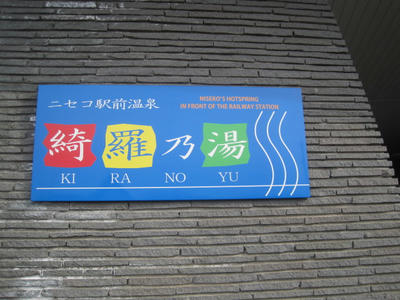 ニセコ駅前温泉
NISEKO'S HOTSPRING
IN FRONT OF THE RAILWAY STATION
綺羅乃湯
KI RA NO YU